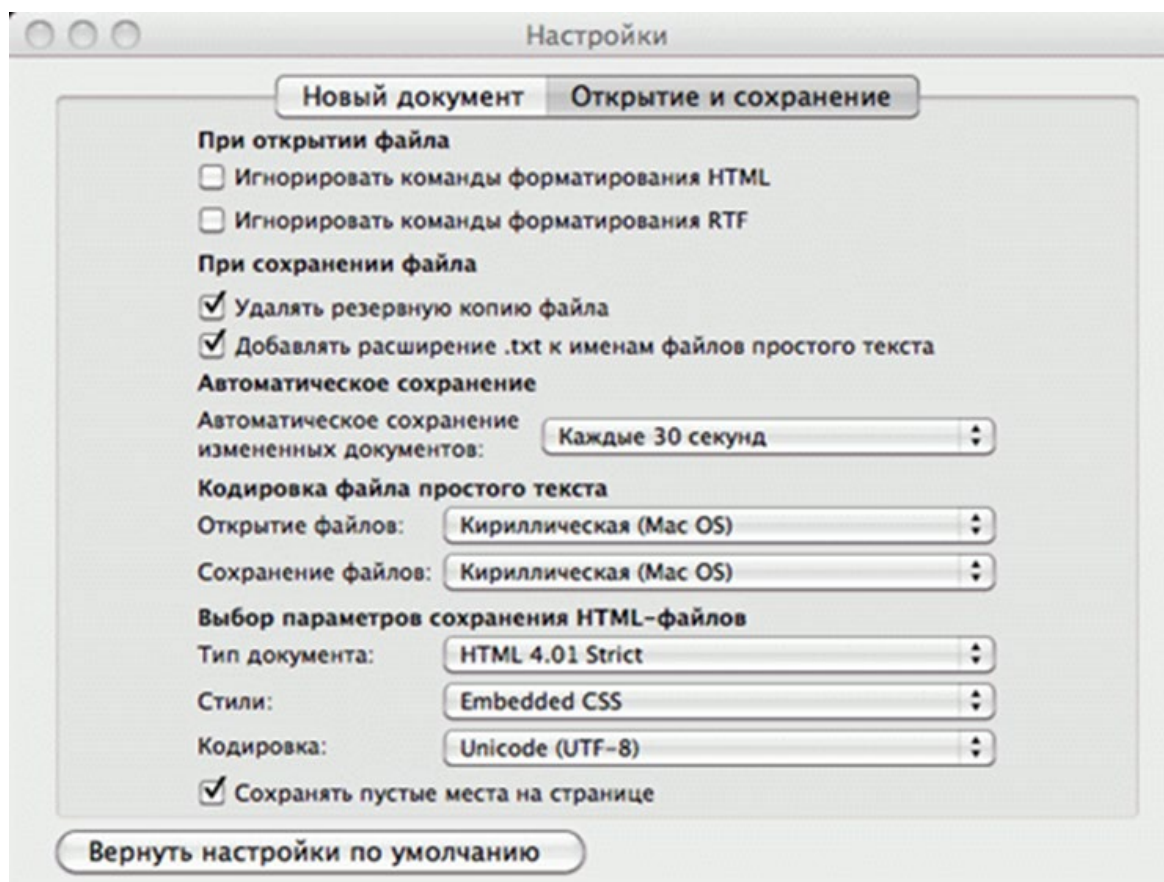 Настройки
Новый документ Открытие и сохранение
При открытии файла
Игнорировать команды форматирования HTML
Игнорировать команды форматирования RTF
При сохранении файла
Удалять резервную копию файла
Добавлять расширение .txt к именам файлов простого текста
Автоматическое сохранение
Автоматическое сохранение
измененных документов: Каждые 30 секунд
Кодировка файла простого текста
Открытие файлов: Кириллическая (Mac OS)
Сохранение файлов: Кириллическая (Mac OS)
Выбор параметров сохранения HTML-файлов
Тип документа: HTML 4.01 Strict
Стили: Embedded CSS
Кодировка: Unicode (UTF-8)
Сохранять пустые места на странице
Вернуть настройки по умолчанию